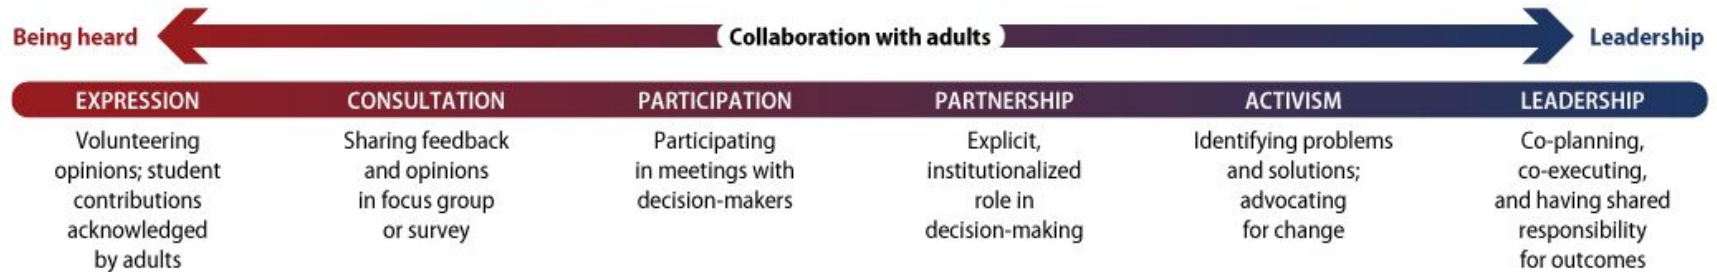 Being heard
Collaboration with adults
Leadership
EXPRESSION
Volunteering
opinions; student
contributions
acknowledged
by adults
CONSULTATION
Sharing feedback
and opinions
in focus group
or survey
PARTICIPATION
Participating
in meetings with
decision-makers
PARTNERSHIP
Explicit,
institutionalized
role in
decision-making
ACTIVISM
Identifying problems
and solutions;
advocating
for change
LEADERSHIP
Co-planning,
co-executing,
and having shared
responsibility
for outcomes